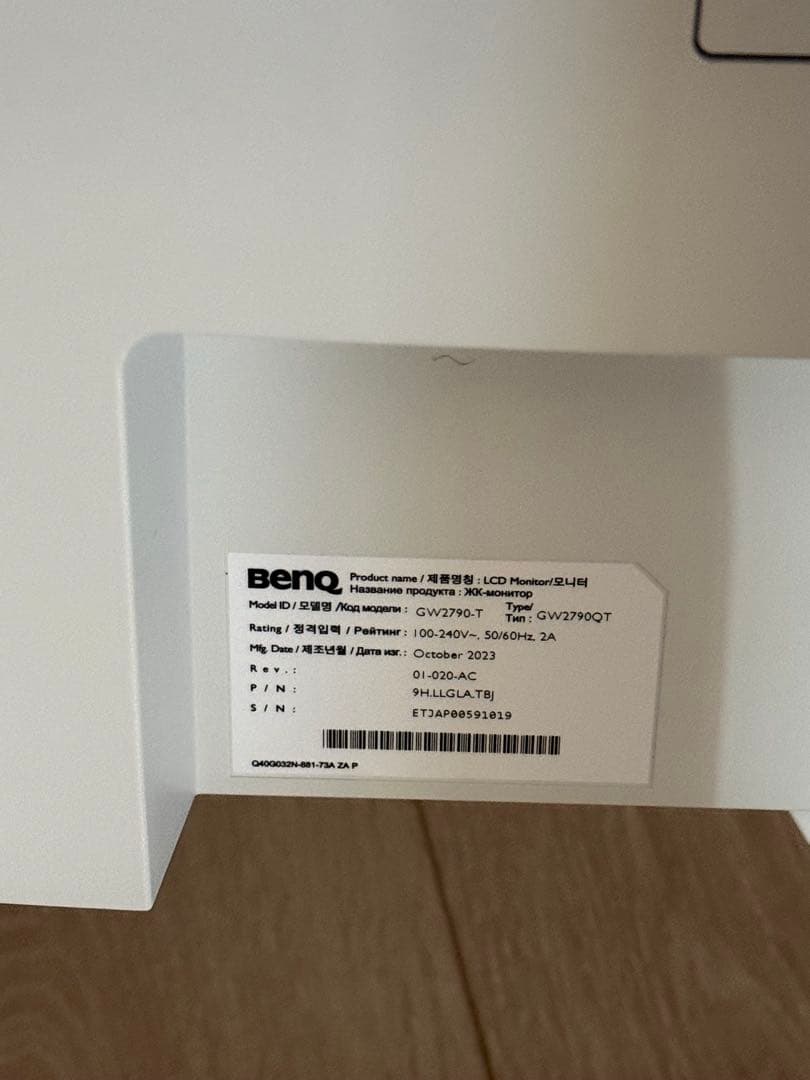 BenQ
Product name / 제품명칭 : LCD Monitor/모니터
Название продукта : ЖК-монитор
Model ID / 모델명 /Код модели : GW2790-T Type/ Тип : GW2790QT
Rating / 정격입력 / Рейтинг : 100-240V~, 50/60Hz, 2A
Mfg. Date / 제조년월 / Дата изг. : October 2023
Rev.: 01-020-AC
P/N: 9H.LLGLA.TBJ
S/N: ETJAP00591019
Q40G032N-881-73A ZA P